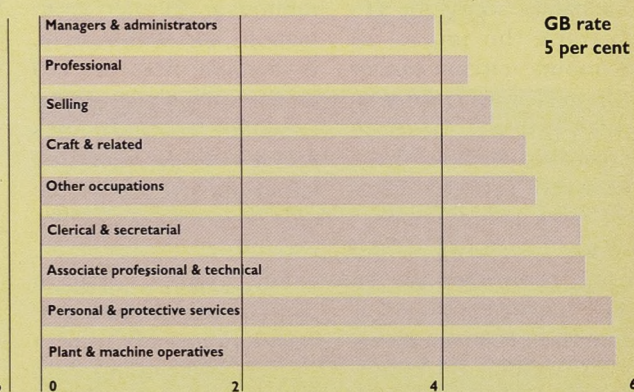 Managers & administrators
GB rate
5 per cent
Professional
Selling
Craft & related
Other occupations
Clerical & secretarial
Associate professional & technical
Personal & protective services
Plant & machine operatives
0 2 4